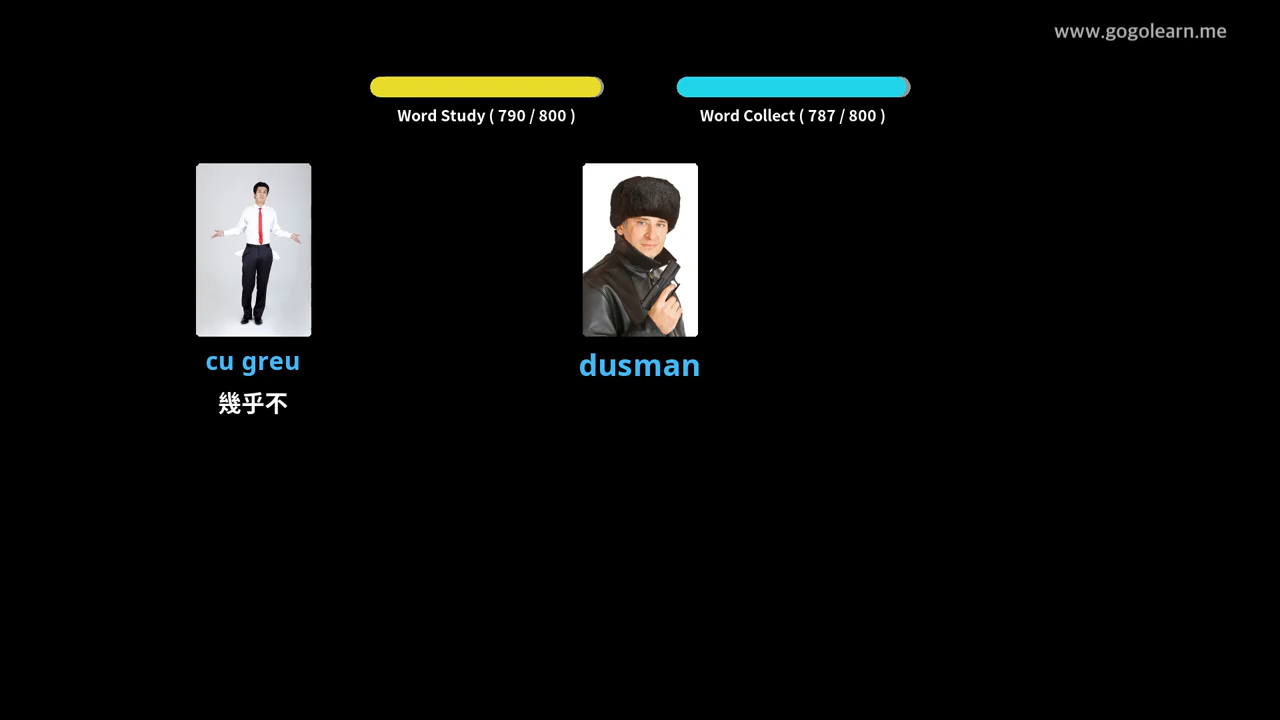 www.gogolearn.me
Word Study ( 790 / 800 )
Word Collect ( 787 / 800 )
cu greu
幾乎不
dusman